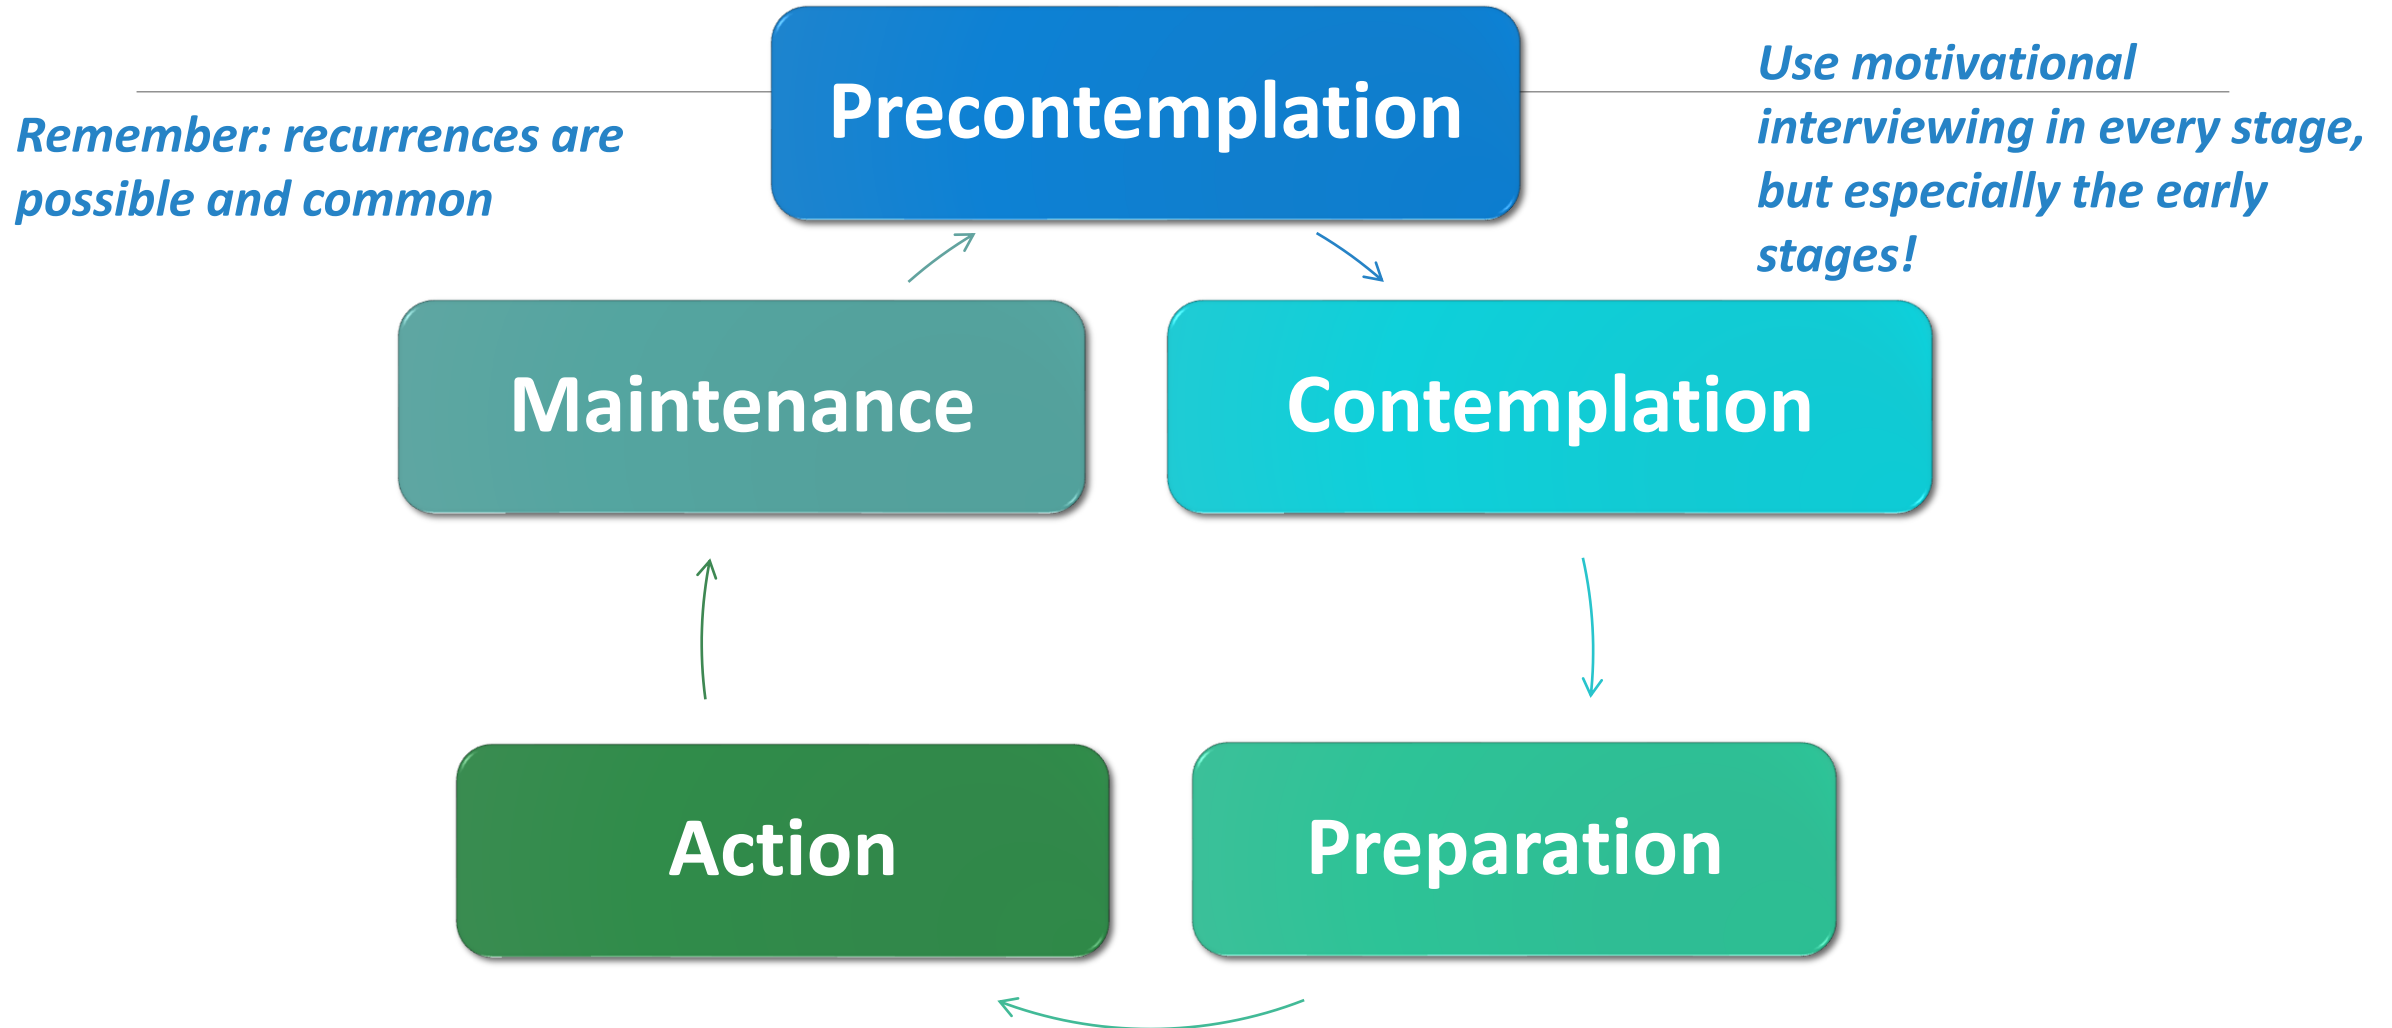 Precontemplation
Remember: recurrences are
possible and common
Use motivational
interviewing in every stage,
but especially the early
stages!
Maintenance
Contemplation
Action
Preparation